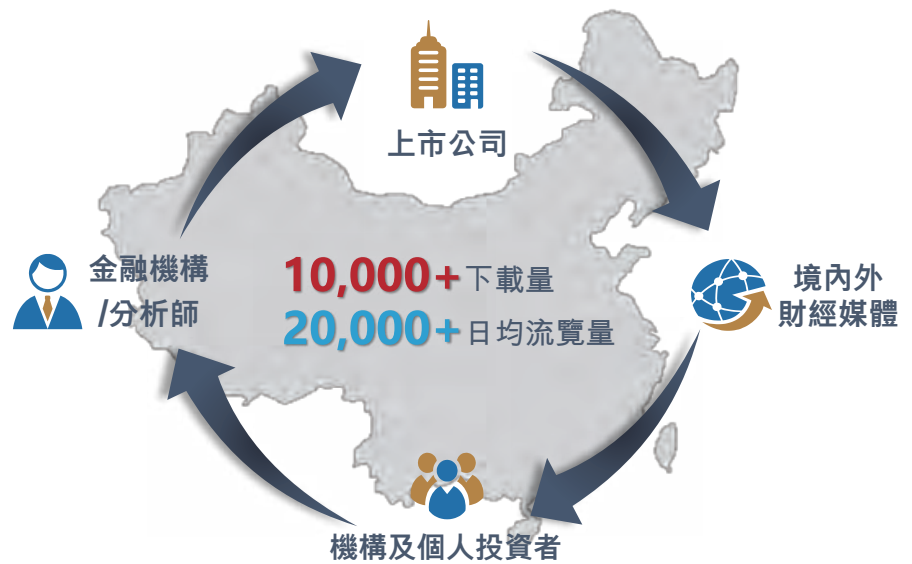 上市公司
金融機構
/分析師
10,000+下載量
20,000+日均流覽量
境內外
財經媒體
機構及個人投資者